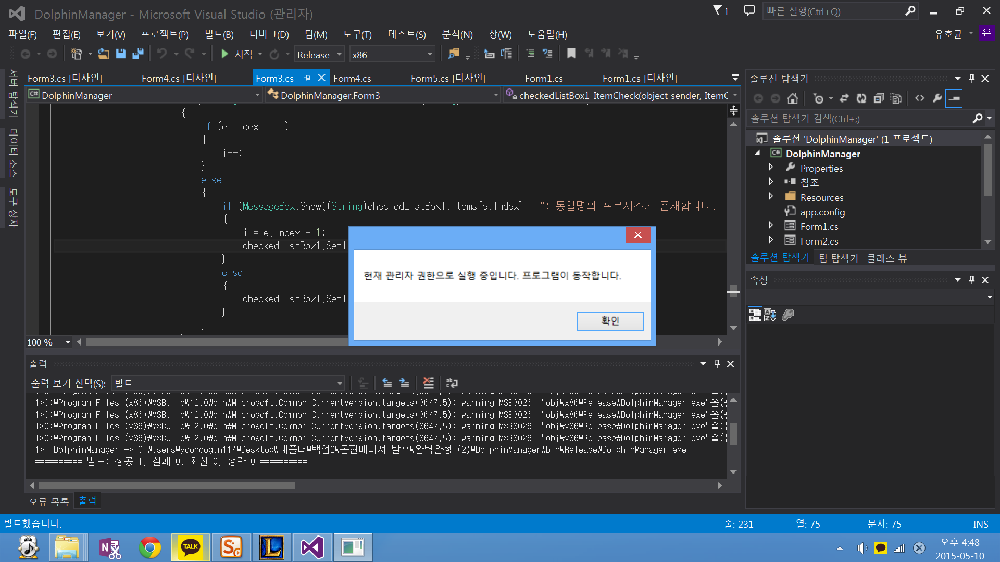 DolphinManager - Microsoft Visual Studio (관리자)
1
빠른 실행(Ctrl+Q)
파일(F) 편집(E) 보기(V) 프로젝트(P) 빌드(B) 디버그(D) 팀(M) 도구(T) 테스트(S) 분석(N) 창(W) 도움말(H)
유호균 유
시작 Release x86
서버 탐색기
데이터 소스
도구 상자
Form3.cs [디자인] Form4.cs [디자인] Form3.cs Form4.cs Form5.cs [디자인] Form1.cs Form1.cs [디자인]
DolphinManager DolphinManager.Form3 checkedListBox1_ItemCheck(object sender, ItemC
{
if (e.Index == i)
{
i++;
}
else
{
if (MessageBox.Show((String)checkedListBox1.Items[e.Index] + ": 동일명의 프로세스가 존재합니다.
{
i = e.Index + 1;
checkedListBox1.SetI
}
else
{
checkedListBox1.SetI
}
}
100 %
현재 관리자 권한으로 실행 중입니다. 프로그램이 동작합니다.
확인
출력
출력 보기 선택(S): 빌드
1>C:\Program Files (x86)\MSBuild\12.0\bin\Microsoft.Common.CurrentVersion.targets(3647,5): warning MSB3026: "obj\x86\Release\DolphinManager.exe"을(
1>C:\Program Files (x86)\MSBuild\12.0\bin\Microsoft.Common.CurrentVersion.targets(3647,5): warning MSB3026: "obj\x86\Release\DolphinManager.exe"을(
1>C:\Program Files (x86)\MSBuild\12.0\bin\Microsoft.Common.CurrentVersion.targets(3647,5): warning MSB3026: "obj\x86\Release\DolphinManager.exe"을(
1>C:\Program Files (x86)\MSBuild\12.0\bin\Microsoft.Common.CurrentVersion.targets(3647,5): warning MSB3026: "obj\x86\Release\DolphinManager.exe"을(
1> DolphinManager -> C:\Users\yoohoogun114\Desktop\내폴더\백업2\돌핀매니져 발표\완벽완성 (2)\DolphinManager\bin\Release\DolphinManager.exe
========== 빌드: 성공 1, 실패 0, 최신 0, 생략 0 ==========
오류 목록 출력
솔루션 탐색기
솔루션 탐색기 검색(Ctrl+;)
솔루션 'DolphinManager' (1 프로젝트)
C# DolphinManager
Properties
참조
Resources
app.config
Form1.cs
Form2.cs
솔루션 탐색기 팀 탐색기 클래스 뷰
속성
빌드했습니다. 줄: 231 열: 75 문자: 75 INS
N TALK L
오후 4:48
2015-05-10